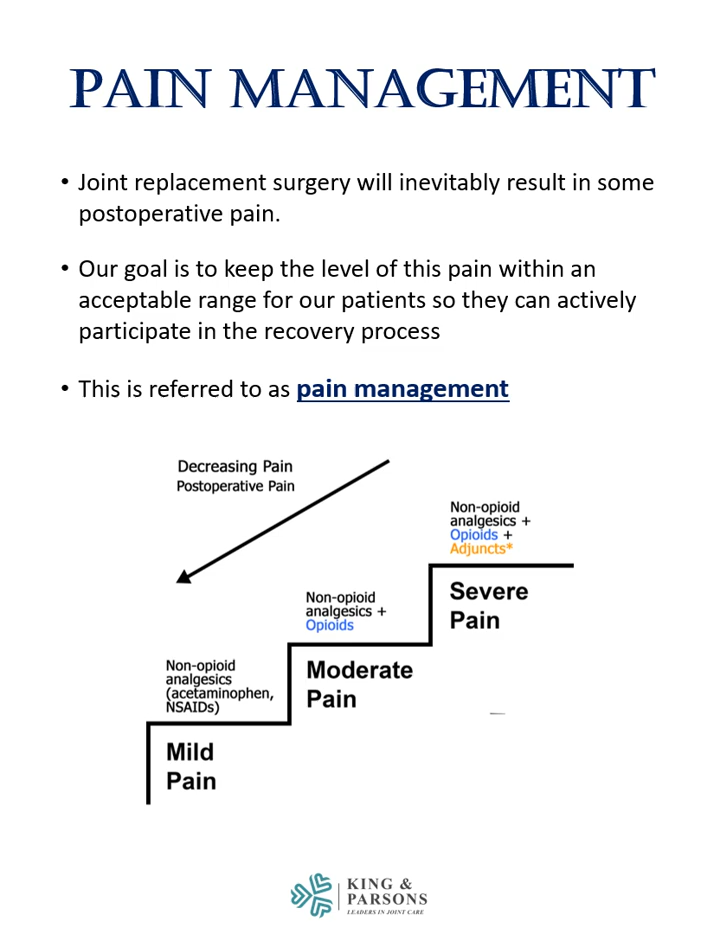 PAIN MANAGEMENT
• Joint replacement surgery will inevitably result in some
postoperative pain.
• Our goal is to keep the level of this pain within an
acceptable range for our patients so they can actively
participate in the recovery process
• This is referred to as pain management
Decreasing Pain
Postoperative Pain
Non-opioid
analgesics +
Opioids +
Adjuncts*
Severe
Pain
Non-opioid
analgesics +
Opioids
Moderate
Pain
Non-opioid
analgesics
(acetaminophen,
NSAIDs)
Mild
Pain
KING &
PARSONS
LEADERS IN JOINT CARE